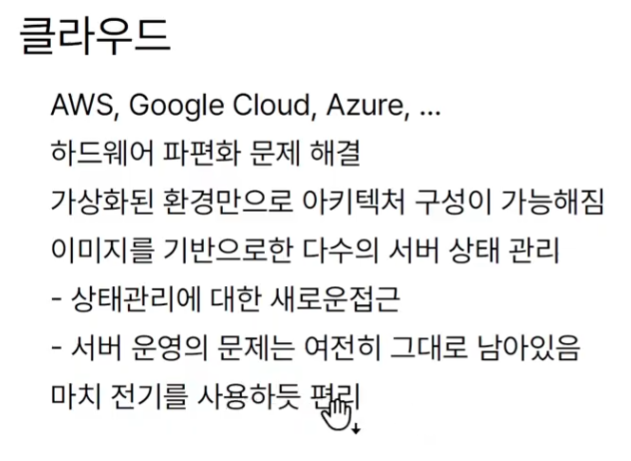 클라우드
AWS, Google Cloud, Azure, ...
하드웨어 파편화 문제 해결
가상화된 환경만으로 아키텍처 구성이 가능해짐
이미지를 기반으로한 다수의 서버 상태 관리
- 상태관리에 대한 새로운접근
- 서버 운영의 문제는 여전히 그대로 남아있음
마치 전기를 사용하듯 편리